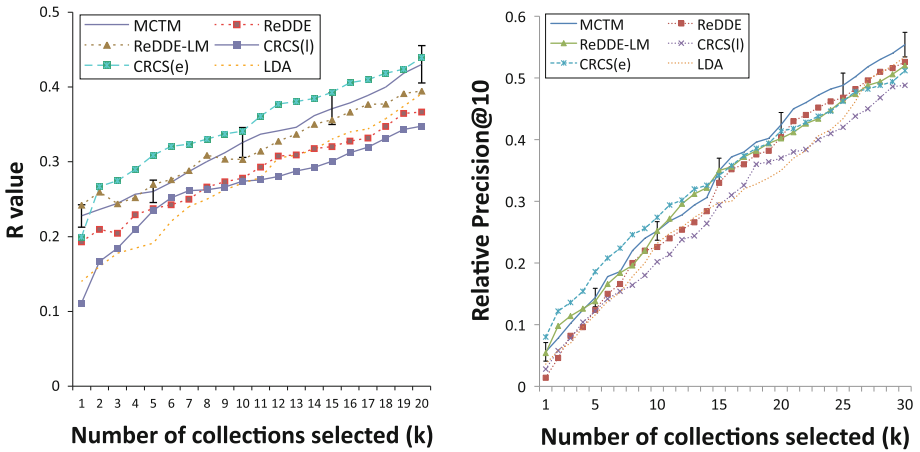 MCTM
ReDDE
ReDDE-LM
CRCS(l)
CRCS(e)
LDA
0.5
0.4
0.3
0.2
0.1
0
R value
1 2 3 4 5 6 7 8 9 10 11 12 13 14 15 16 17 18 19 20
Number of collections selected (k)
MCTM
ReDDE
ReDDE-LM
CRCS(l)
CRCS(e)
LDA
0.6
0.5
0.4
0.3
0.2
0.1
0
Relative Precision@10
1 5 10 15 20 25 30
Number of collections selected (k)